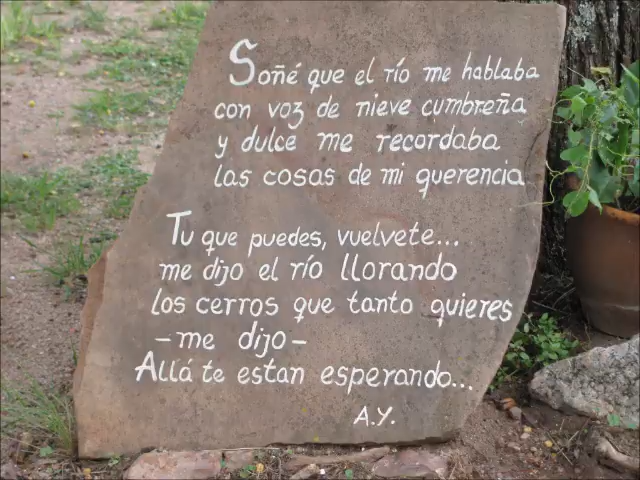 Soñé que el río me hablaba
con voz de nieve cumbreña
y dulce me recordaba
las cosas de mi querencia
Tu que puedes, vuelvete...
me dijo el río llorando
los cerros que tanto quieres
-me dijo-
Allá te estan esperando...
A.Y.